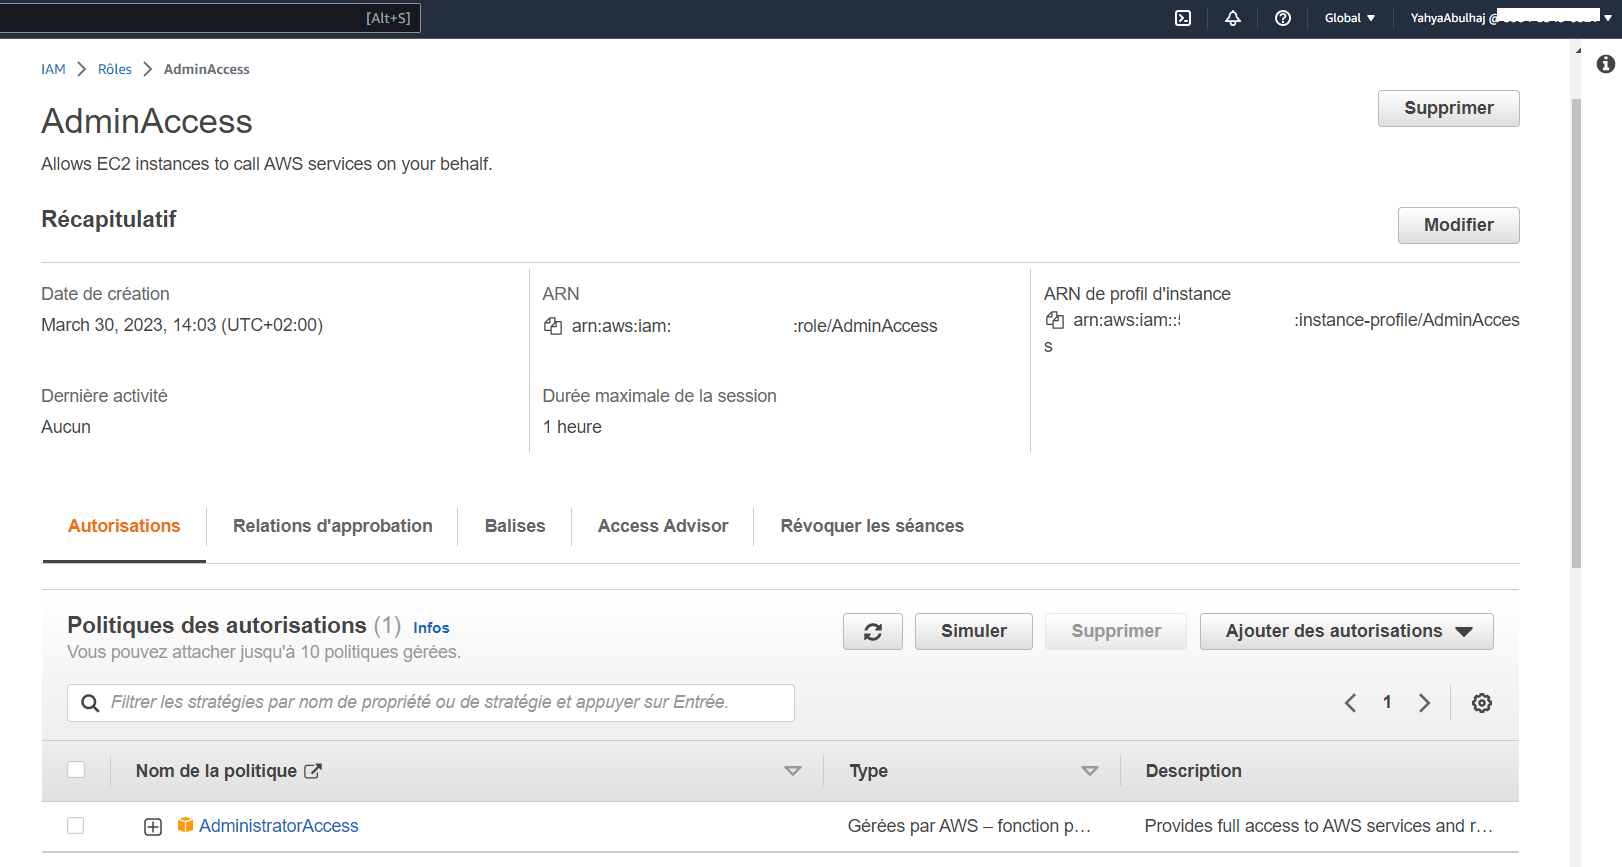 [Alt+S]
Global
YahyaAbulhaj @
IAM > Rôles > AdminAccess
AdminAccess
Supprimer
Allows EC2 instances to call AWS services on your behalf.
Récapitulatif
Modifier
Date de création
March 30, 2023, 14:03 (UTC+02:00)
ARN
arn:aws:iam: :role/AdminAccess
ARN de profil d'instance
arn:aws:iam:: :instance-profile/AdminAcces
s
Dernière activité
Aucun
Durée maximale de la session
1 heure
Autorisations
Relations d'approbation
Balises
Access Advisor
Révoquer les séances
Politiques des autorisations (1) Infos
Vous pouvez attacher jusqu'à 10 politiques gérées.
Simuler
Supprimer
Ajouter des autorisations
Filtrer les stratégies par nom de propriété ou de stratégie et appuyer sur Entrée.
1
Nom de la politique
Type
Description
AdministratorAccess
Gérées par AWS – fonction p…
Provides full access to AWS services and r…